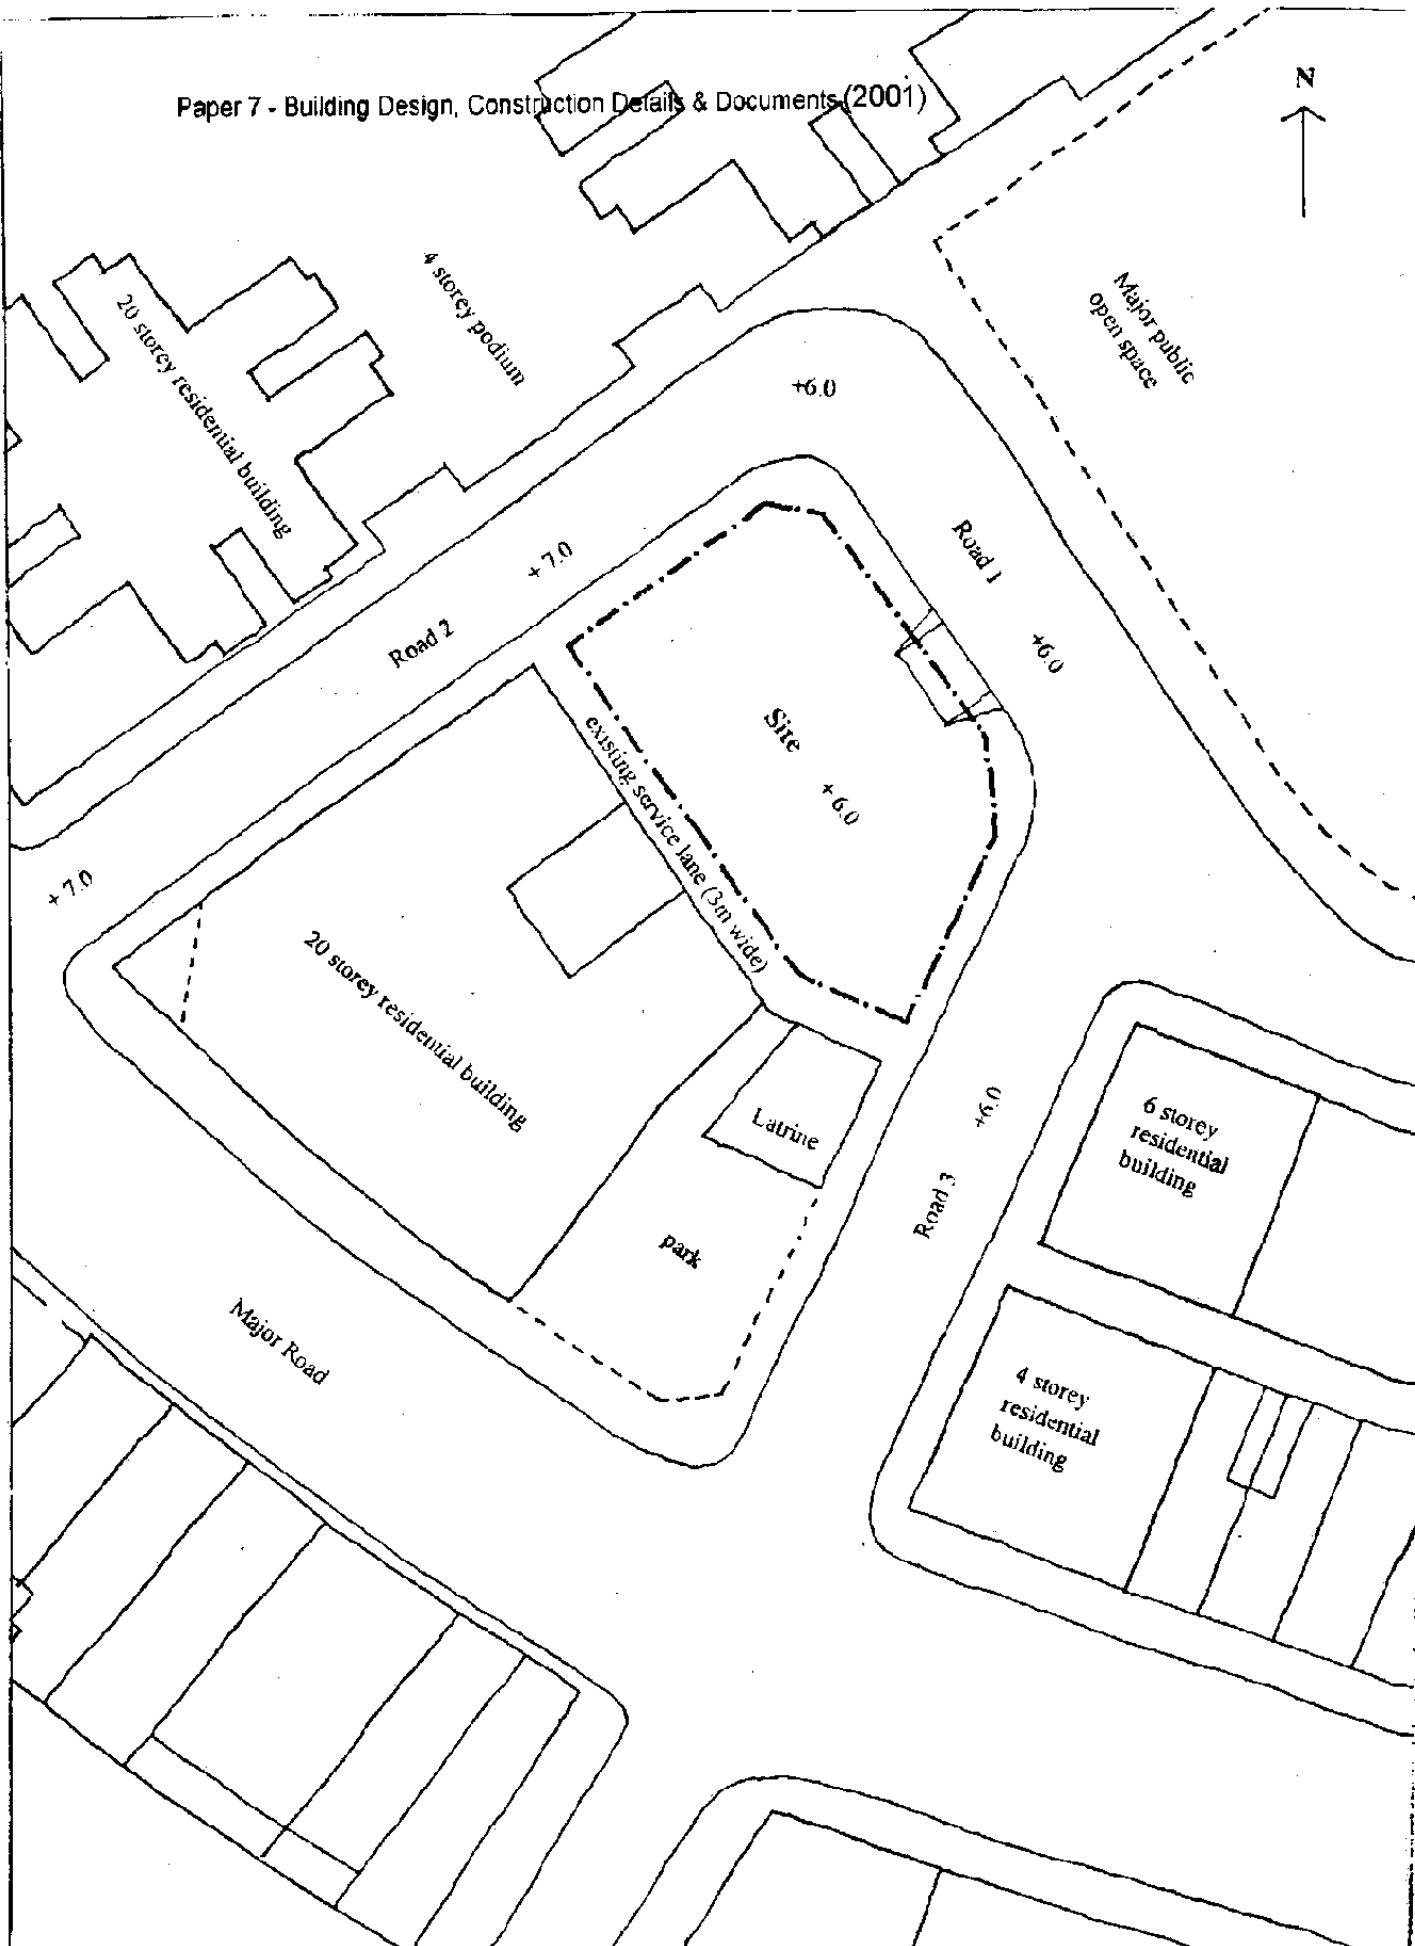 Paper 7 - Building Design, Construction Details & Documents (2001)
N
4 storey podium
20 storey residential building
Major public
open space
+6.0
Road 1
+7.0
Road 2
+6.0
Site
+6.0
existing service lane (3m wide)
+7.0
20 storey residential building
Latrine
+6.0
6 storey
residential
building
Road 3
park
Major Road
4 storey
residential
building